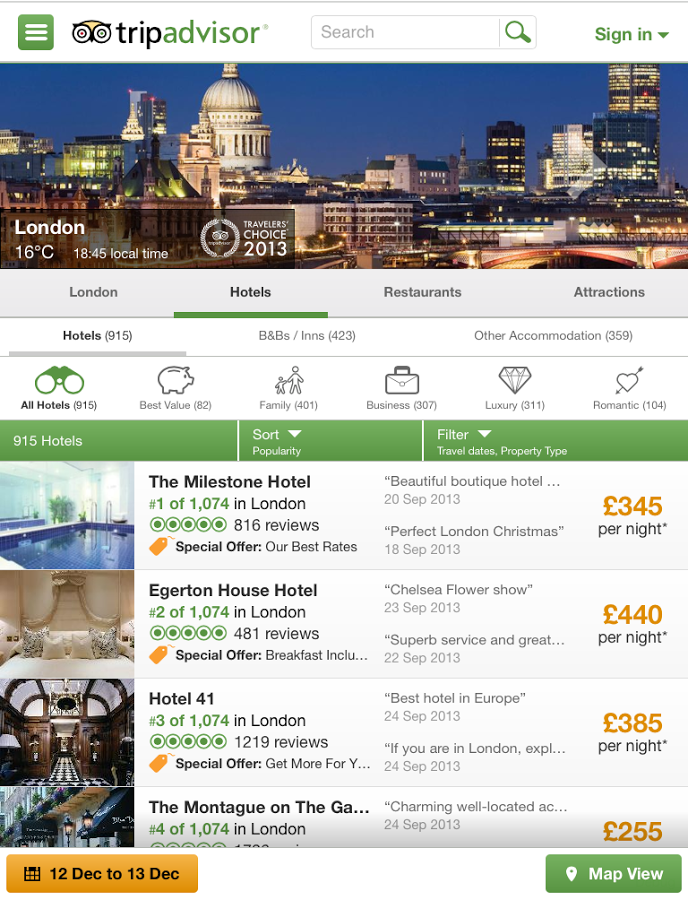 tripadvisor®
Search
Sign in
London
16°C 18:45 local time
tripadvisor
TRAVELERS'
CHOICE
2013
London
Hotels
Restaurants
Attractions
Hotels (915)
B&Bs / Inns (423)
Other Accommodation (359)
All Hotels (915)
Best Value (82)
Family (401)
Business (307)
Luxury (311)
Romantic (104)
915 Hotels
Sort
Popularity
Filter
Travel dates, Property Type
The Milestone Hotel
#1 of 1,074 in London
816 reviews
Special Offer: Our Best Rates
“Beautiful boutique hotel ...
20 Sep 2013
“Perfect London Christmas”
18 Sep 2013
£345
per night*
Egerton House Hotel
#2 of 1,074 in London
481 reviews
Special Offer: Breakfast Inclu...
“Chelsea Flower show”
23 Sep 2013
“Superb service and great...
22 Sep 2013
£440
per night*
Hotel 41
#3 of 1,074 in London
1219 reviews
Special Offer: Get More For Y...
“Best hotel in Europe”
24 Sep 2013
“If you are in London, expl...
24 Sep 2013
£385
per night*
The Montague on The Ga...
#4 of 1,074 in London
“Charming well-located ac...
24 Sep 2013
£255
12 Dec to 13 Dec
Map View